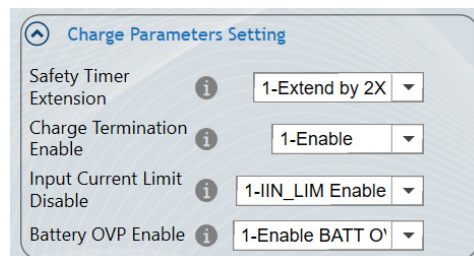 Charge Parameters Setting
Safety Timer
Extension
1-Extend by 2X
Charge Termination
Enable
1-Enable
Input Current Limit
Disable
1-IIN_LIM Enable
Battery OVP Enable
1-Enable BATT